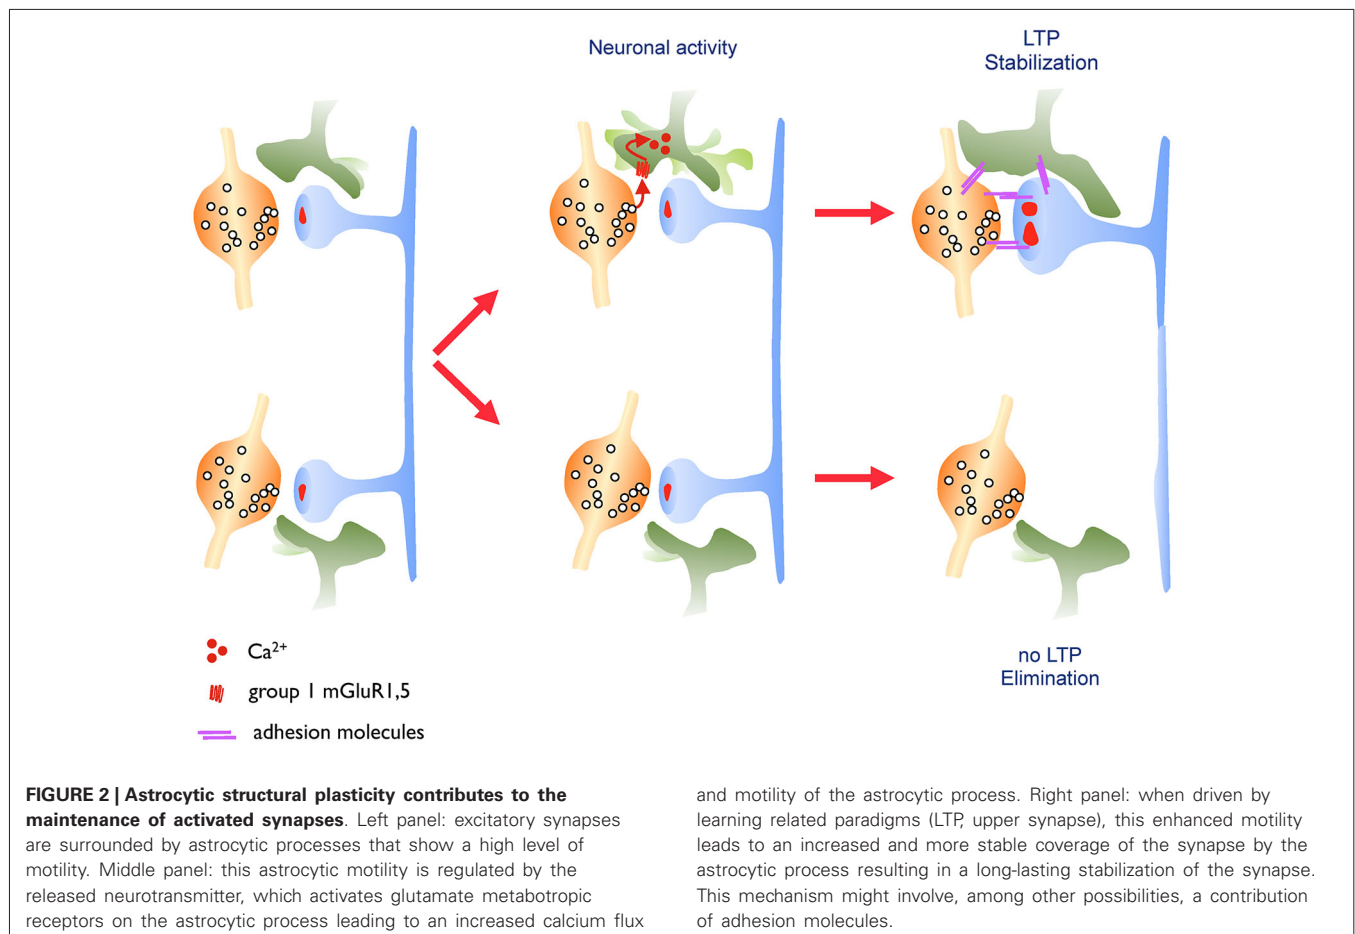 Neuronal activity
LTP
Stabilization
no LTP
Elimination
Ca2+
group 1 mGluR1,5
adhesion molecules
FIGURE 2 | Astrocytic structural plasticity contributes to the
maintenance of activated synapses. Left panel: excitatory synapses
are surrounded by astrocytic processes that show a high level of
motility. Middle panel: this astrocytic motility is regulated by the
released neurotransmitter, which activates glutamate metabotropic
receptors on the astrocytic process leading to an increased calcium flux
and motility of the astrocytic process. Right panel: when driven by
learning related paradigms (LTP, upper synapse), this enhanced motility
leads to an increased and more stable coverage of the synapse by the
astrocytic process resulting in a long-lasting stabilization of the synapse.
This mechanism might involve, among other possibilities, a contribution
of adhesion molecules.